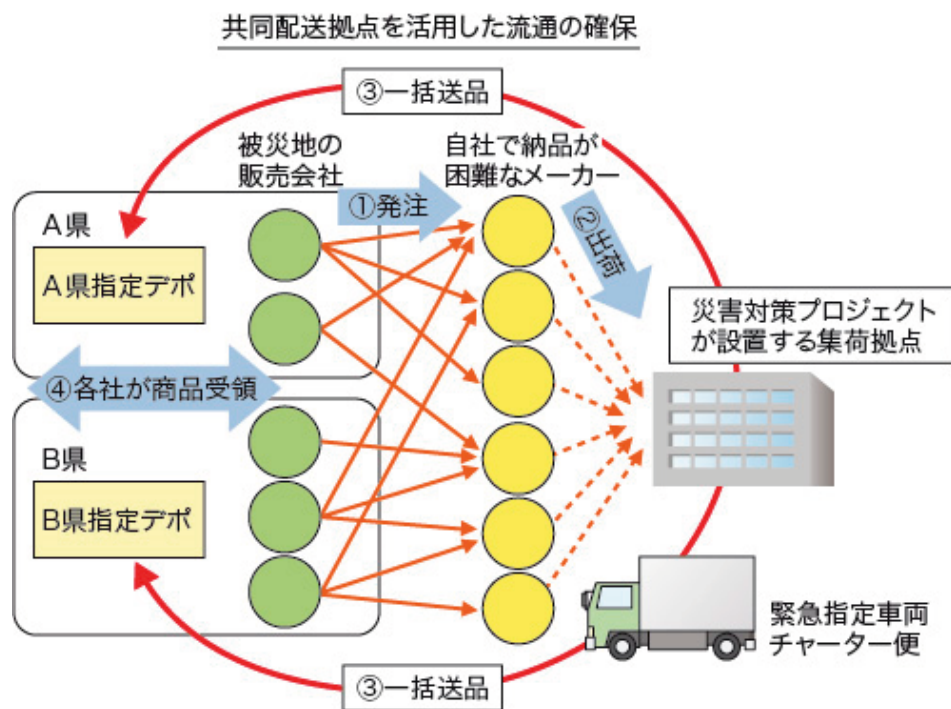 共同配送拠点を活用した流通の確保
③一括送品
被災地の
販売会社
自社で納品が
困難なメーカー
①発注
②出荷
A県
A県指定デポ
災害対策プロジェクト
が設置する集荷拠点
④各社が商品受領
B県
B県指定デポ
緊急指定車両
チャーター便
③一括送品